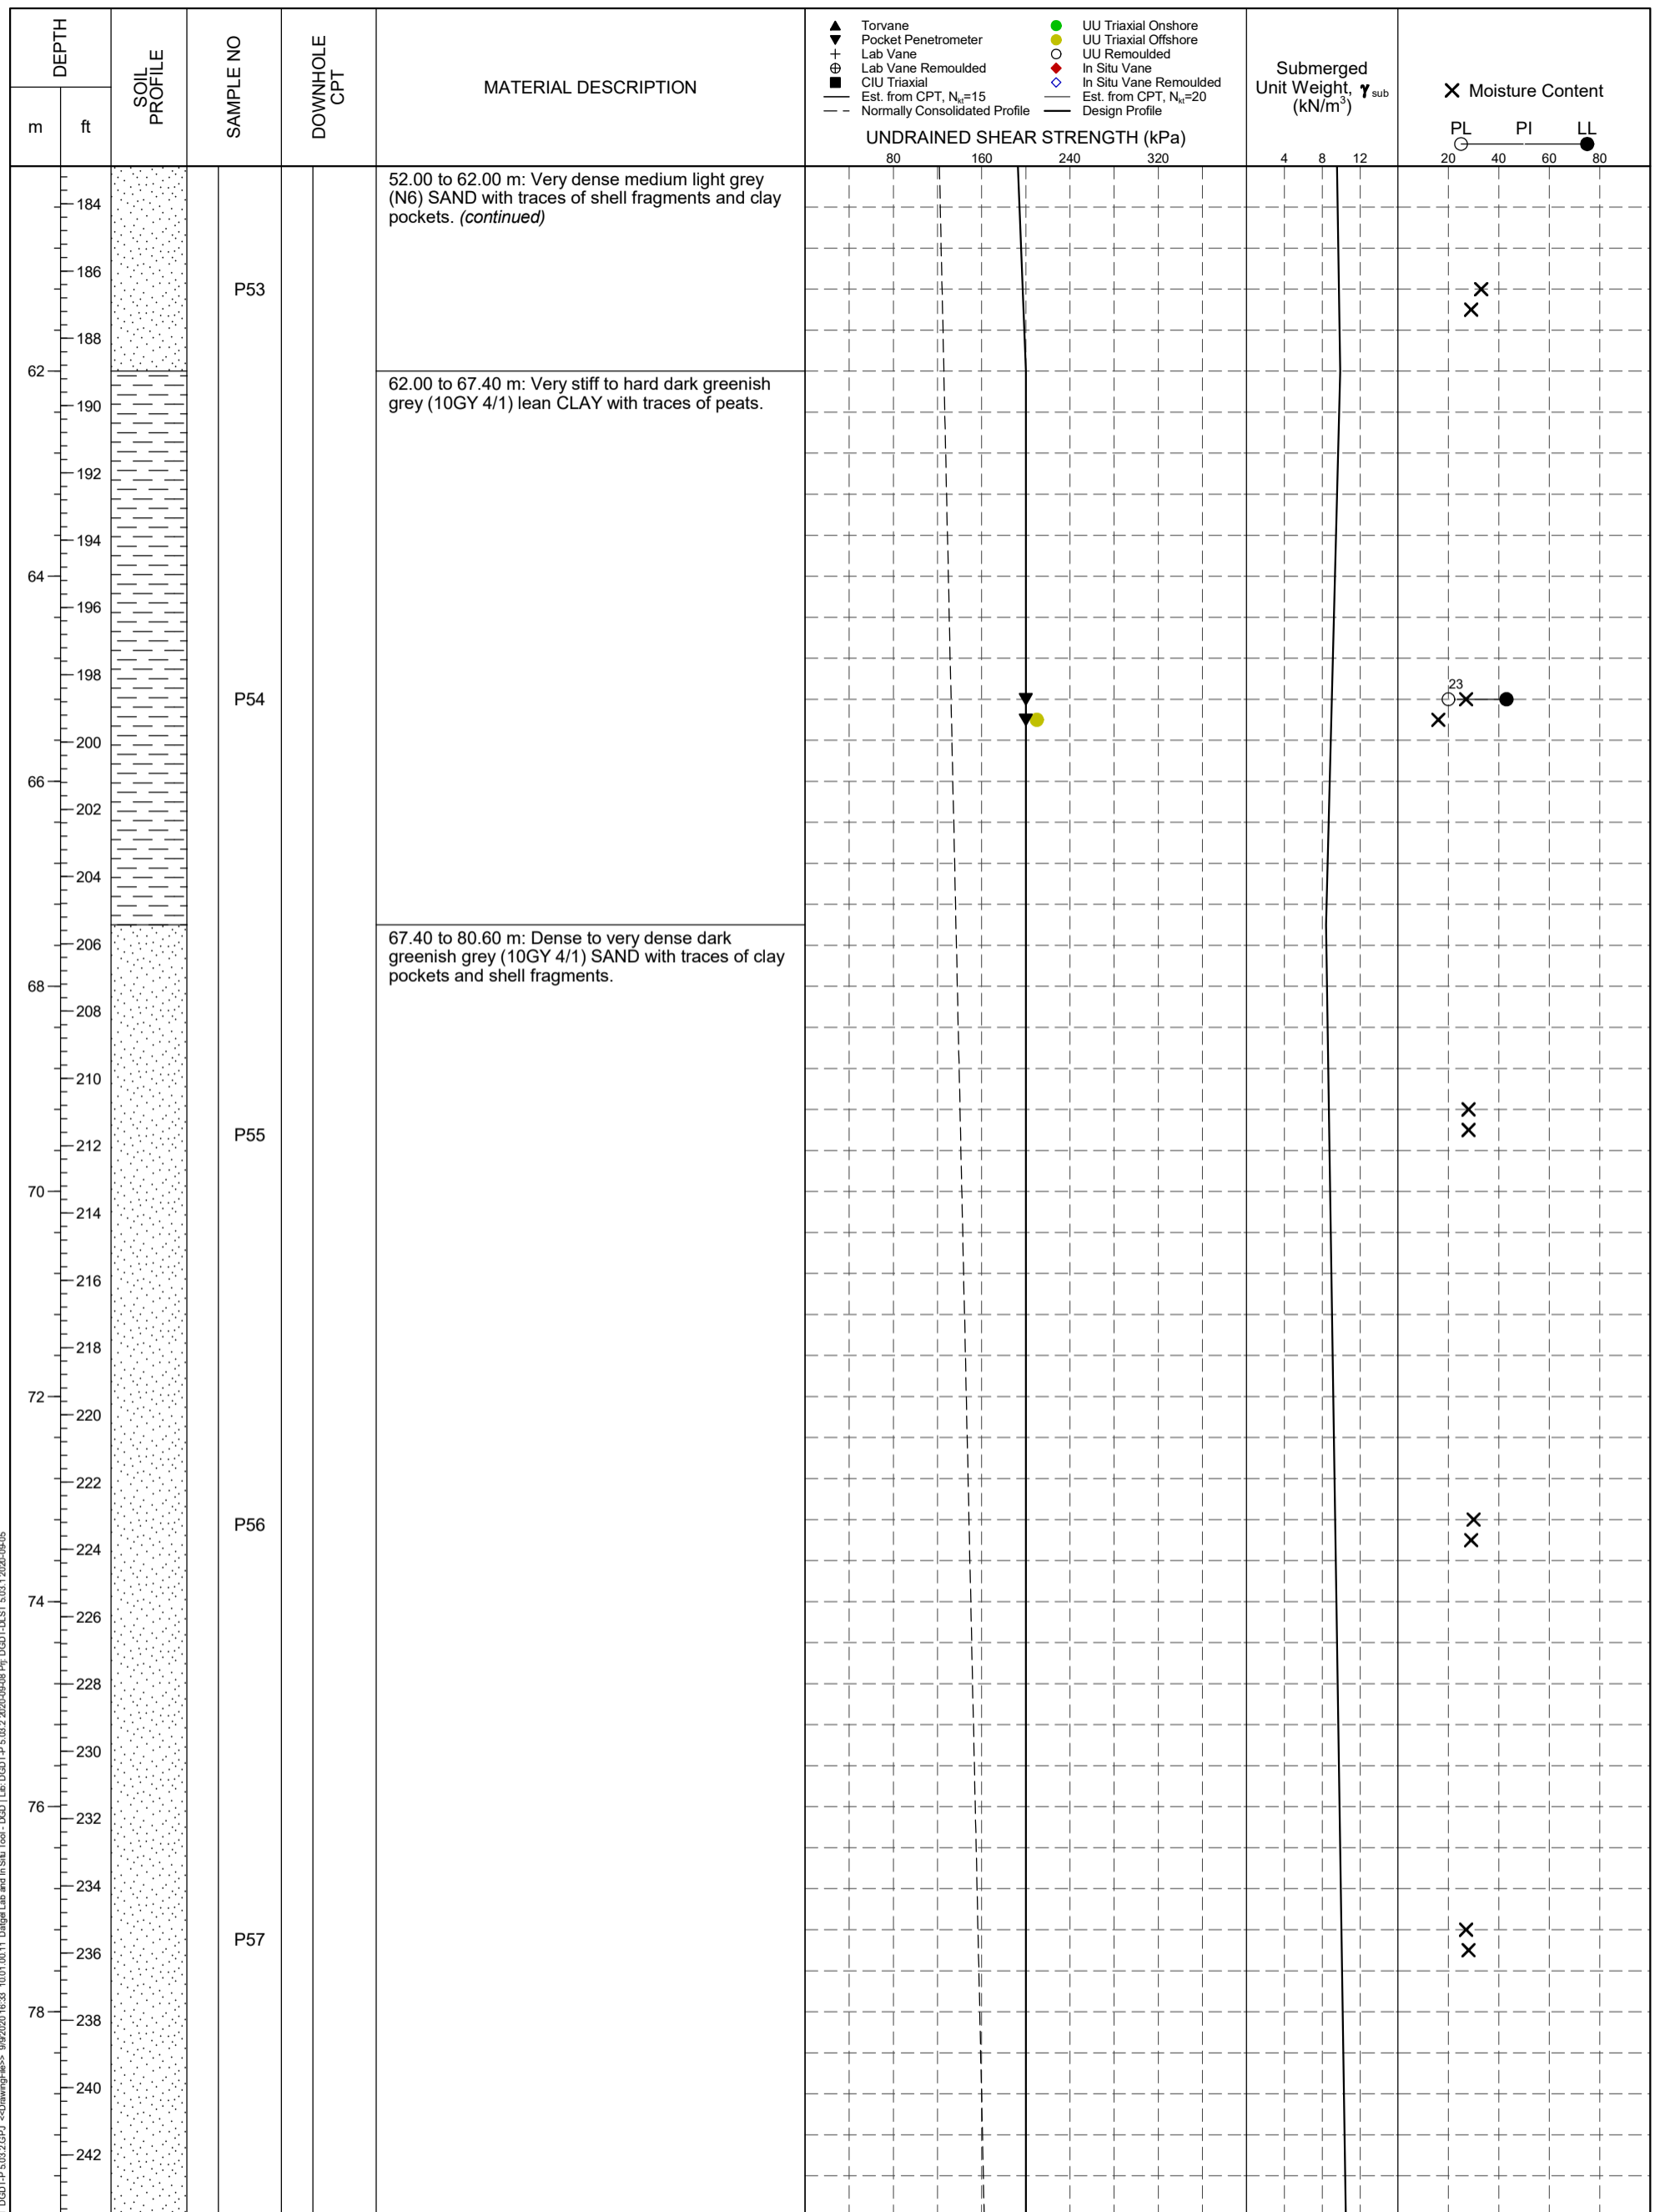 DEPTH
m
ft
SOIL
PROFILE
SAMPLE NO
DOWNHOLE
CPT
MATERIAL DESCRIPTION
Torvane
Pocket Penetrometer
Lab Vane
Lab Vane Remoulded
CIU Triaxial
Est. from CPT, Nkt=15
Normally Consolidated Profile
UU Triaxial Onshore
UU Triaxial Offshore
UU Remoulded
In Situ Vane
In Situ Vane Remoulded
Est. from CPT, Nkt=20
Design Profile
UNDRAINED SHEAR STRENGTH (kPa)
80 160 240 320
Submerged
Unit Weight, γ sub
(kN/m³)
4 8 12
Moisture Content
PL PI LL
20 40 60 80
52.00 to 62.00 m: Very dense medium light grey
(N6) SAND with traces of shell fragments and clay
pockets. (continued)
184
186
P53
188
62
62.00 to 67.40 m: Very stiff to hard dark greenish
grey (10GY 4/1) lean CLAY with traces of peats.
190
192
194
64
196
198
23
P54
200
66
202
204
67.40 to 80.60 m: Dense to very dense dark
greenish grey (10GY 4/1) SAND with traces of clay
pockets and shell fragments.
206
68
208
210
P55
212
70
214
216
218
72
220
222
P56
224
74
226
228
230
76
232
234
P57
236
78
238
240
242